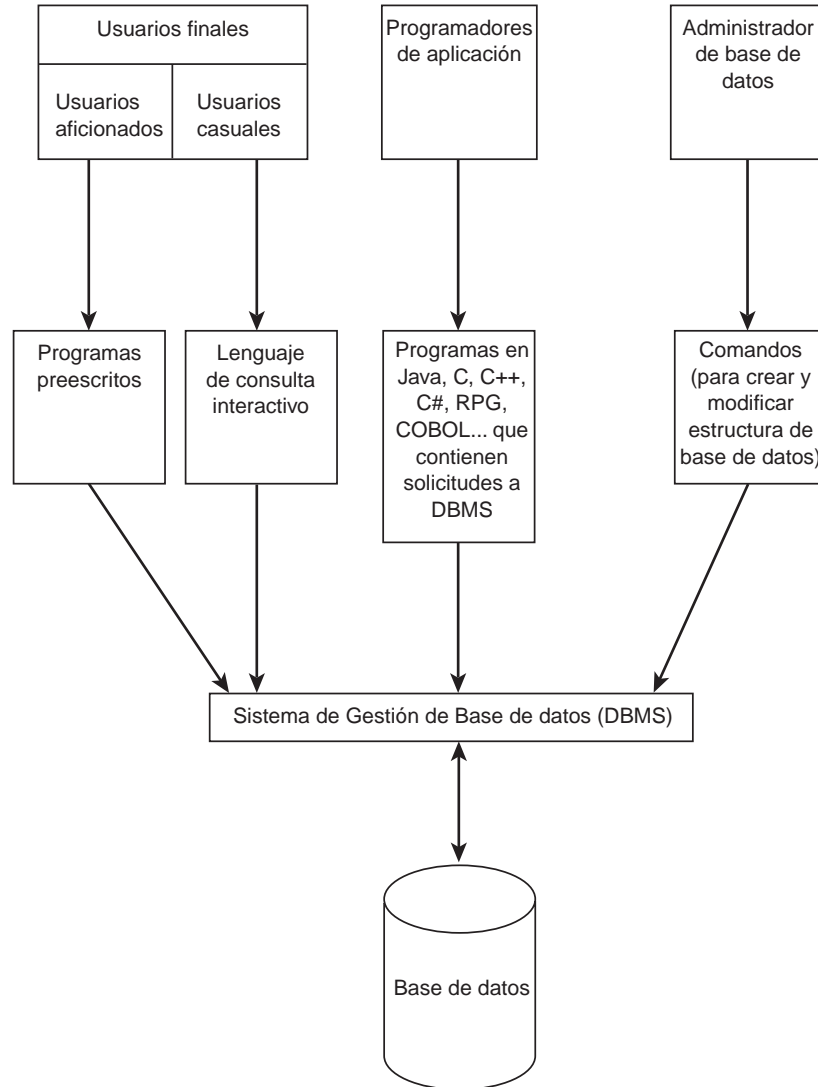 Usuarios finales
Usuarios
aficionados
Usuarios
casuales
Programadores
de aplicación
Administrador
de base de
datos
Programas
preescritos
Lenguaje
de consulta
interactivo
Programas en
Java, C, C++,
C#, RPG,
COBOL... que
contienen
solicitudes a
DBMS
Comandos
(para crear y
modificar
estructura de
base de datos)
Sistema de Gestión de Base de datos (DBMS)
Base de datos